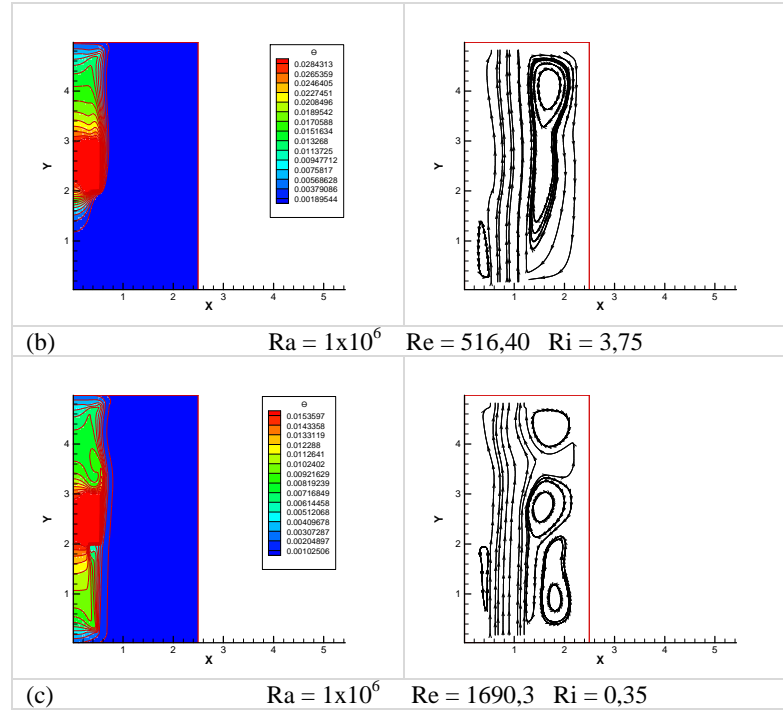 Θ
0.0284313
0.0265359
0.0246405
0.0227451
0.0208496
0.0189542
0.0170588
0.0151634
0.013268
0.0113725
0.00947712
0.0075817
0.00568628
0.00379086
0.00189544
Y
4
3
2
1
1 2 3 4 5
X
Y
4
3
2
1
1 2 3 4 5
X
(b) Ra = 1x10⁶ Re = 516,40 Ri = 3,75
Θ
0.0153597
0.0143358
0.0133119
0.012288
0.0112641
0.0102402
0.00921629
0.00819239
0.00716849
0.00614458
0.00512068
0.00409678
0.00307287
0.00204897
0.00102506
Y
4
3
2
1
1 2 3 4 5
X
Y
4
3
2
1
1 2 3 4 5
X
(c) Ra = 1x10⁶ Re = 1690,3 Ri = 0,35